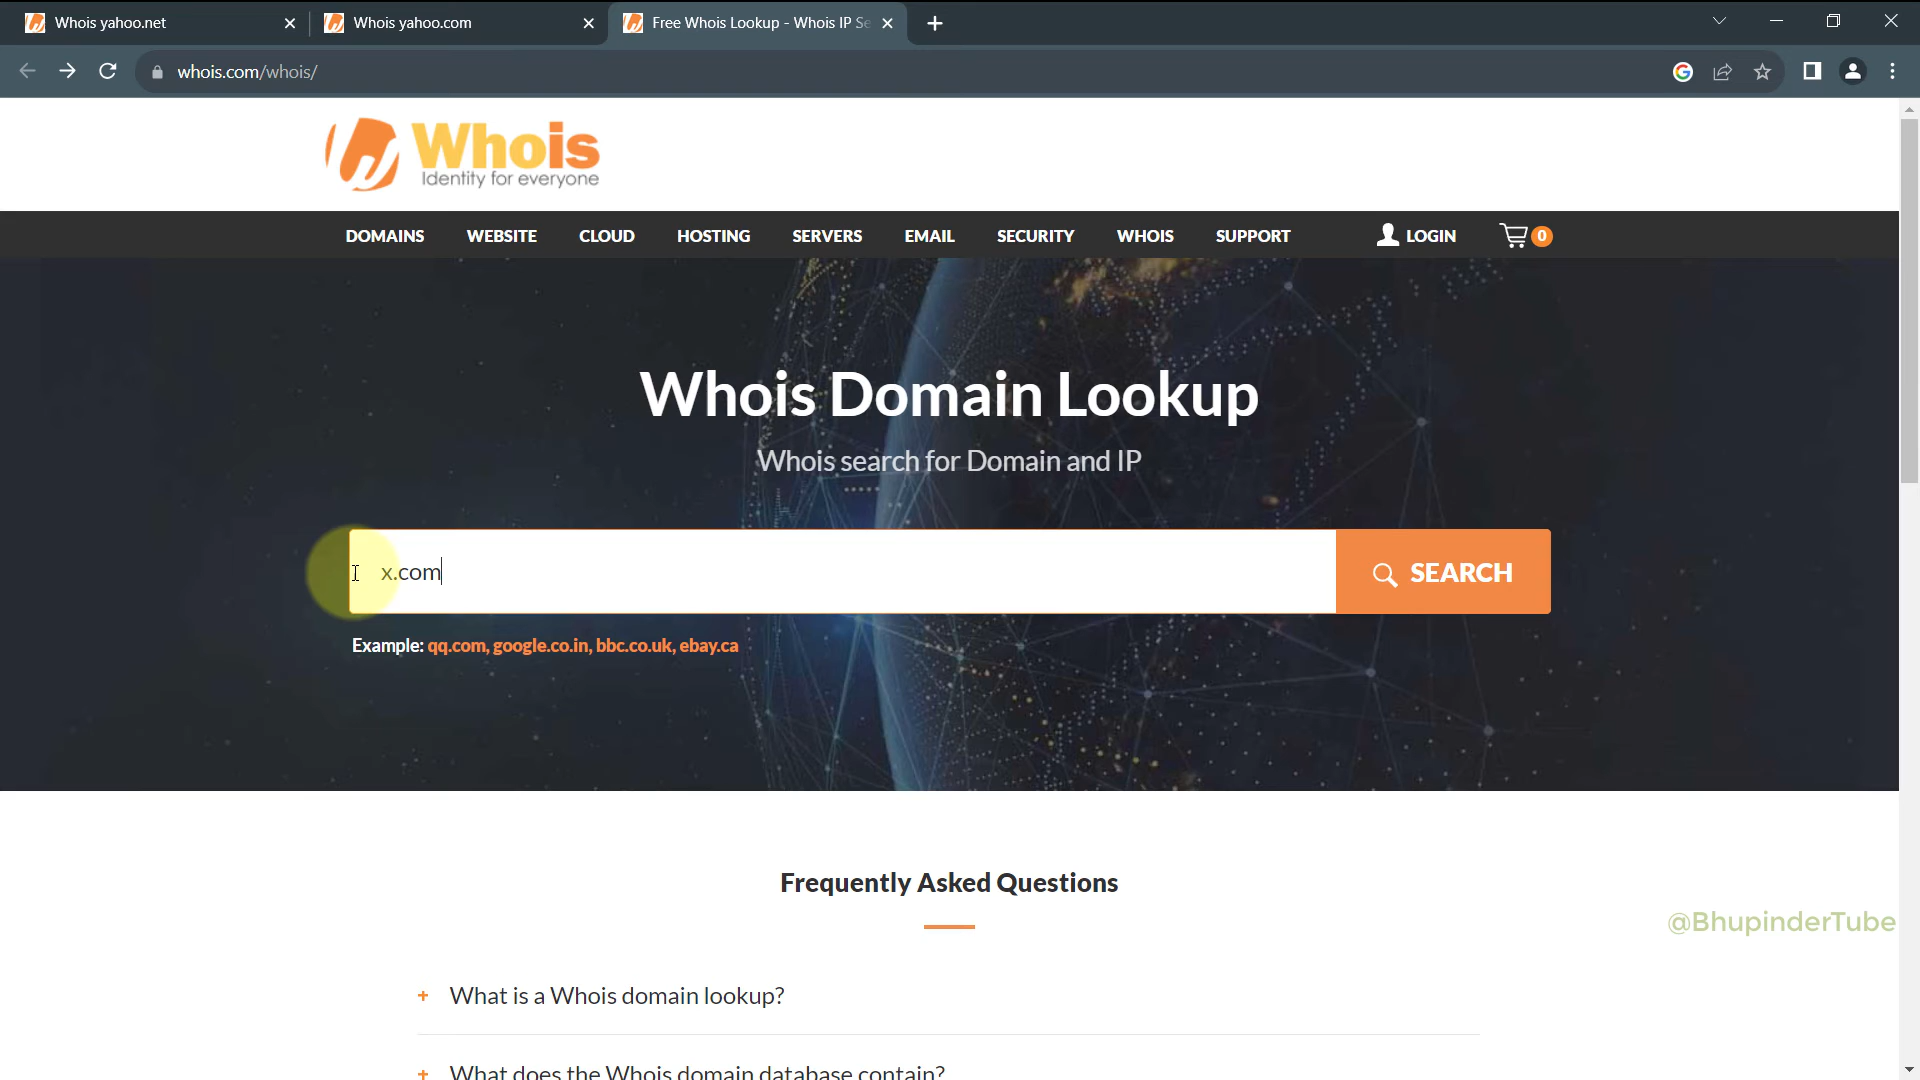 Whois yahoo.net
Whois yahoo.com
Free Whois Lookup - Whois IP Se
whois.com/whois/
Whois
Identity for everyone
DOMAINS WEBSITE CLOUD HOSTING SERVERS EMAIL SECURITY WHOIS SUPPORT LOGIN 0
Whois Domain Lookup
Whois search for Domain and IP
x.com
SEARCH
Example: qq.com, google.co.in, bbc.co.uk, ebay.ca
Frequently Asked Questions
@BhupinderTube
+ What is a Whois domain lookup?
+ What does the Whois domain database contain?